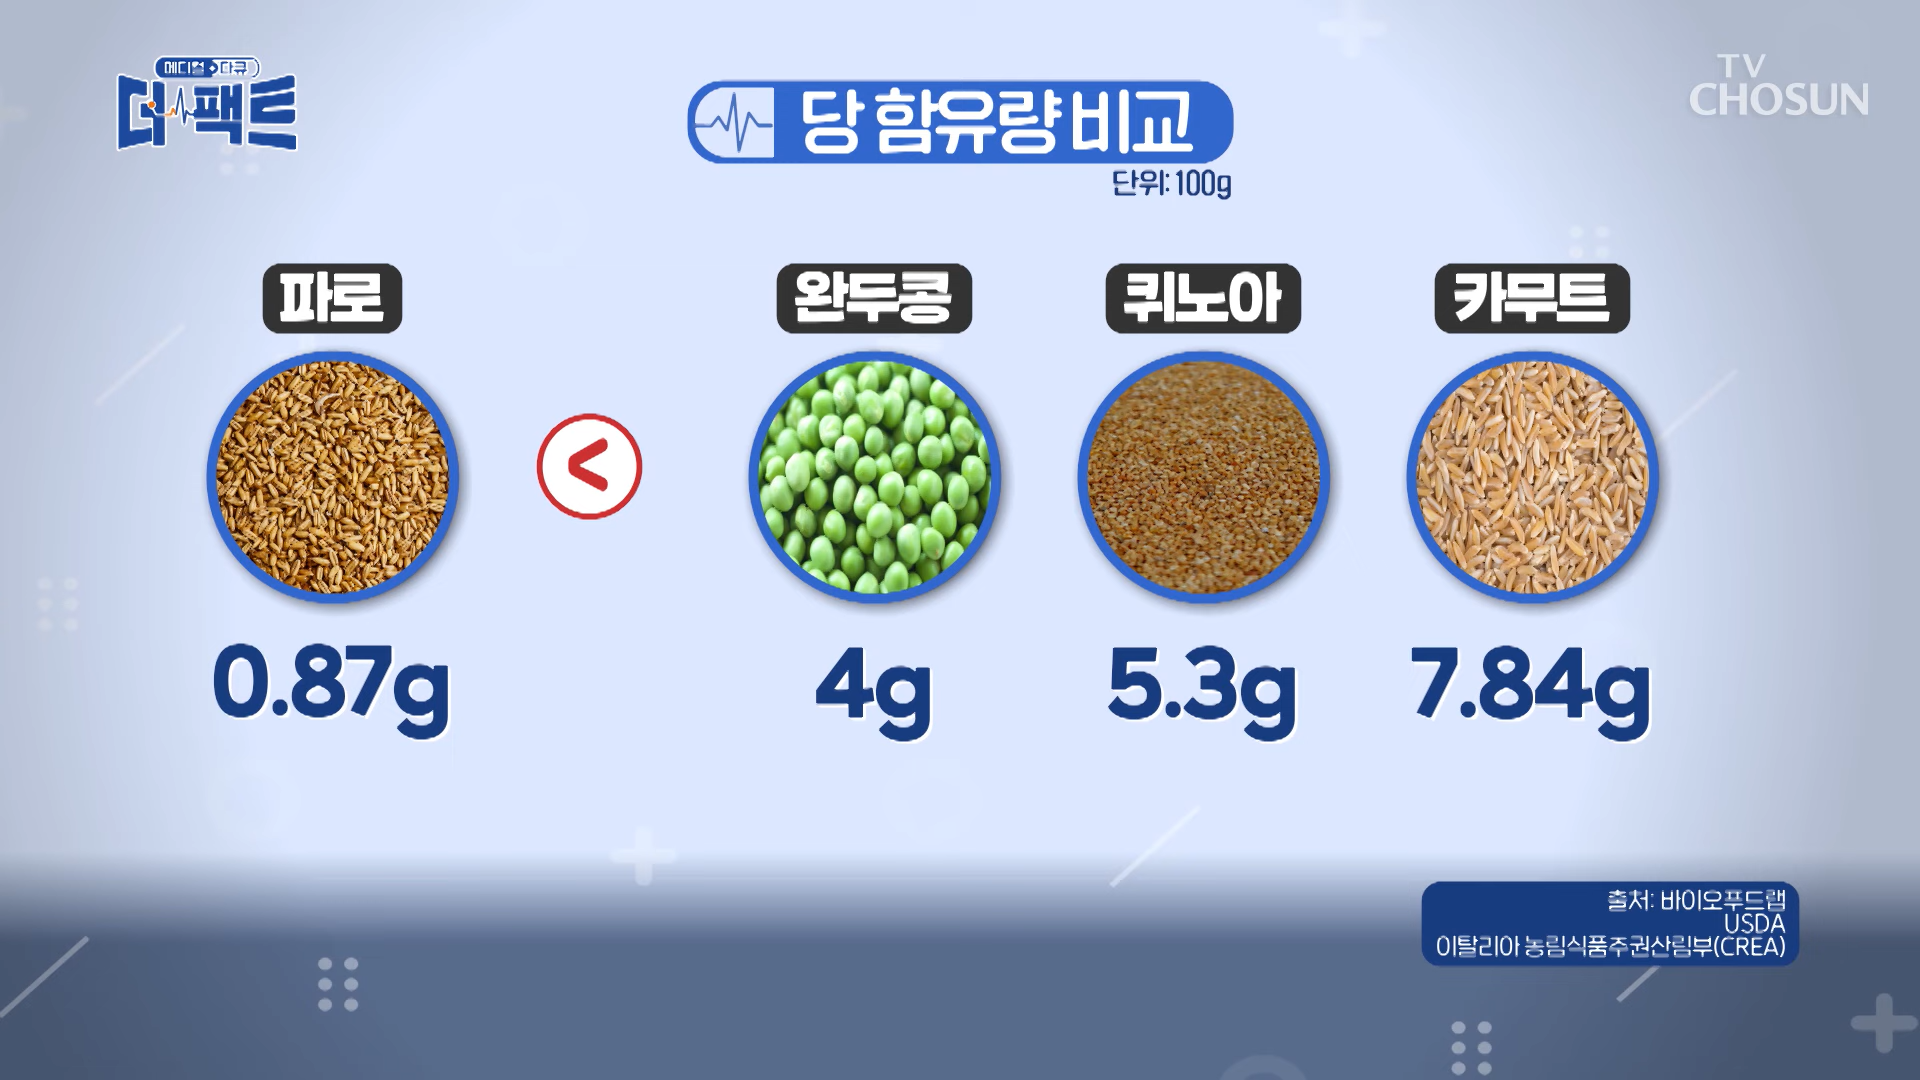 메디컬 다큐
더 팩트
TV
CHOSUN
당 함유량 비교
단위: 100g
파로
완두콩
퀴노아
카무트
<
0.87g
4g
5.3g
7.84g
출처: 바이오푸드랩
USDA
이탈리아 농림식품주권산림부(CREA)